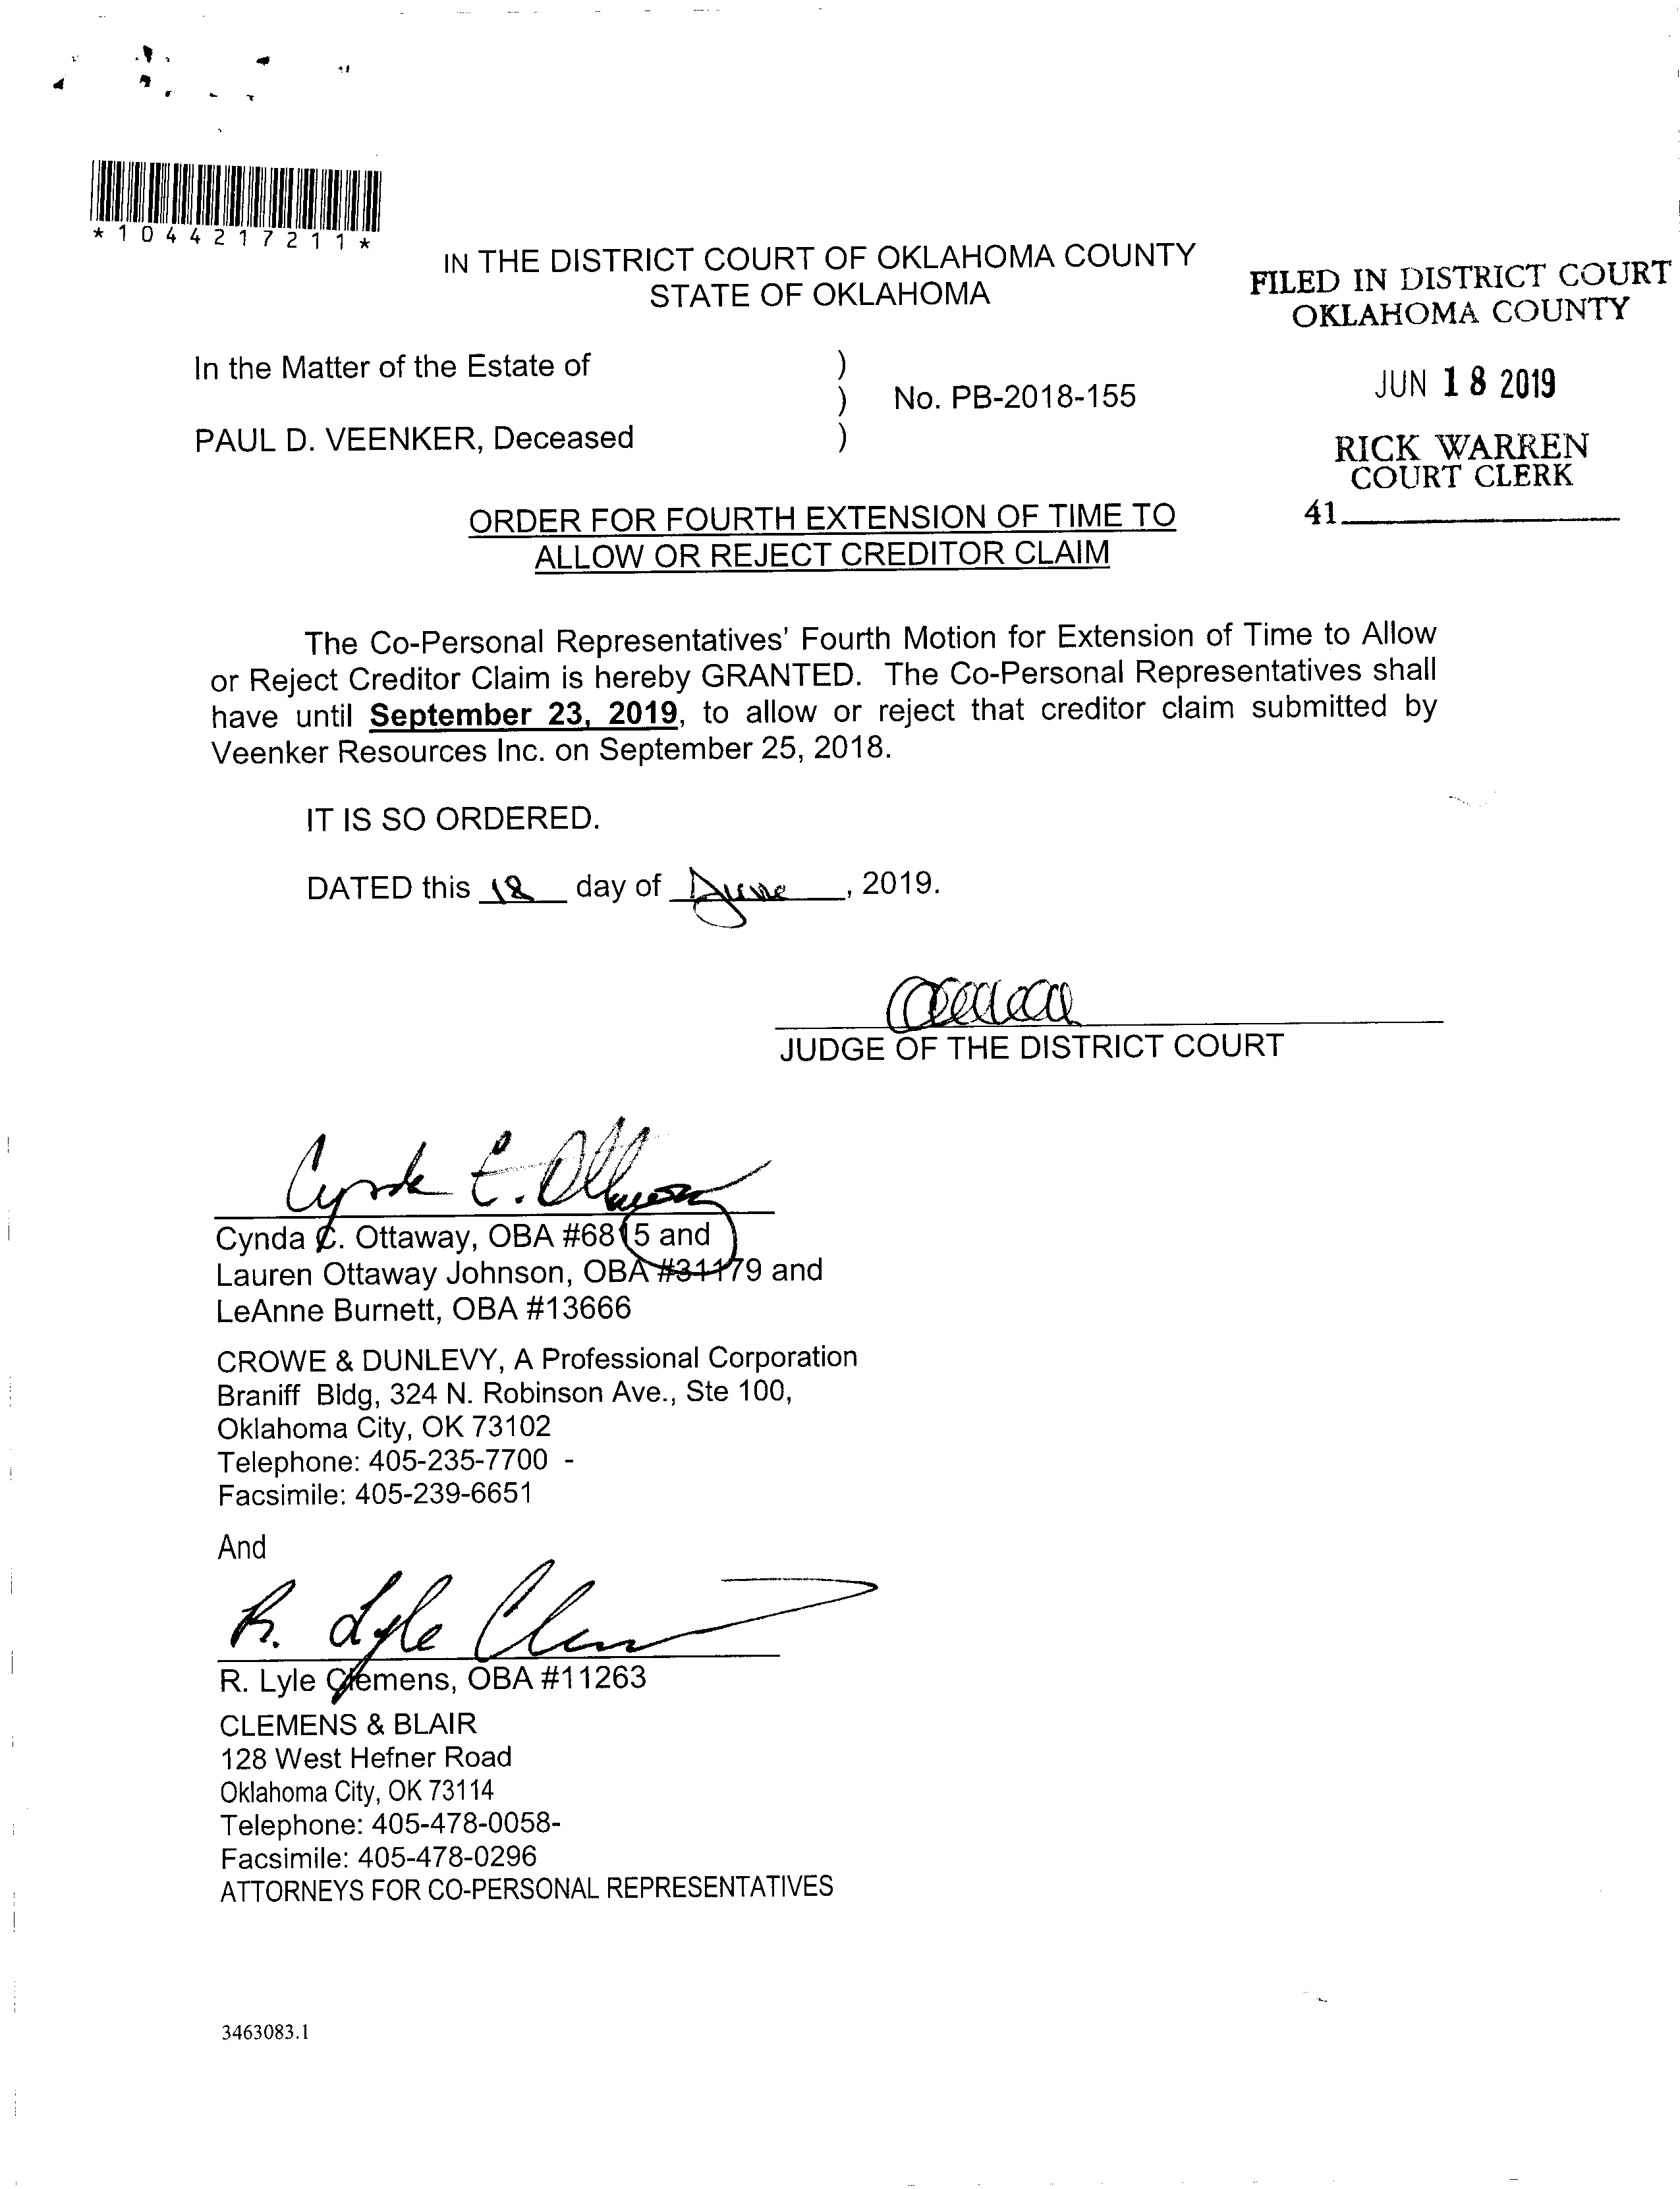 *1044217211*
IN THE DISTRICT COURT OF OKLAHOMA COUNTY
STATE OF OKLAHOMA
FILED IN DISTRICT COURT
OKLAHOMA COUNTY
JUN 18 2019
RICK WARREN
COURT CLERK
41
In the Matter of the Estate of )
) No. PB-2018-155
PAUL D. VEENKER, Deceased )
ORDER FOR FOURTH EXTENSION OF TIME TO
ALLOW OR REJECT CREDITOR CLAIM
The Co-Personal Representatives' Fourth Motion for Extension of Time to Allow
or Reject Creditor Claim is hereby GRANTED. The Co-Personal Representatives shall
have until September 23, 2019, to allow or reject that creditor claim submitted by
Veenker Resources Inc. on September 25, 2018.
IT IS SO ORDERED.
DATED this 18 day of June, 2019.
JUDGE OF THE DISTRICT COURT
Cynda C. Ottaway
Cynda C. Ottaway, OBA #6815 and
Lauren Ottaway Johnson, OBA #31179 and
LeAnne Burnett, OBA #13666
CROWE & DUNLEVY, A Professional Corporation
Braniff Bldg, 324 N. Robinson Ave., Ste 100,
Oklahoma City, OK 73102
Telephone: 405-235-7700 -
Facsimile: 405-239-6651
And
R. Lyle Clemens
R. Lyle Clemens, OBA #11263
CLEMENS & BLAIR
128 West Hefner Road
Oklahoma City, OK 73114
Telephone: 405-478-0058-
Facsimile: 405-478-0296
ATTORNEYS FOR CO-PERSONAL REPRESENTATIVES
3463083.1